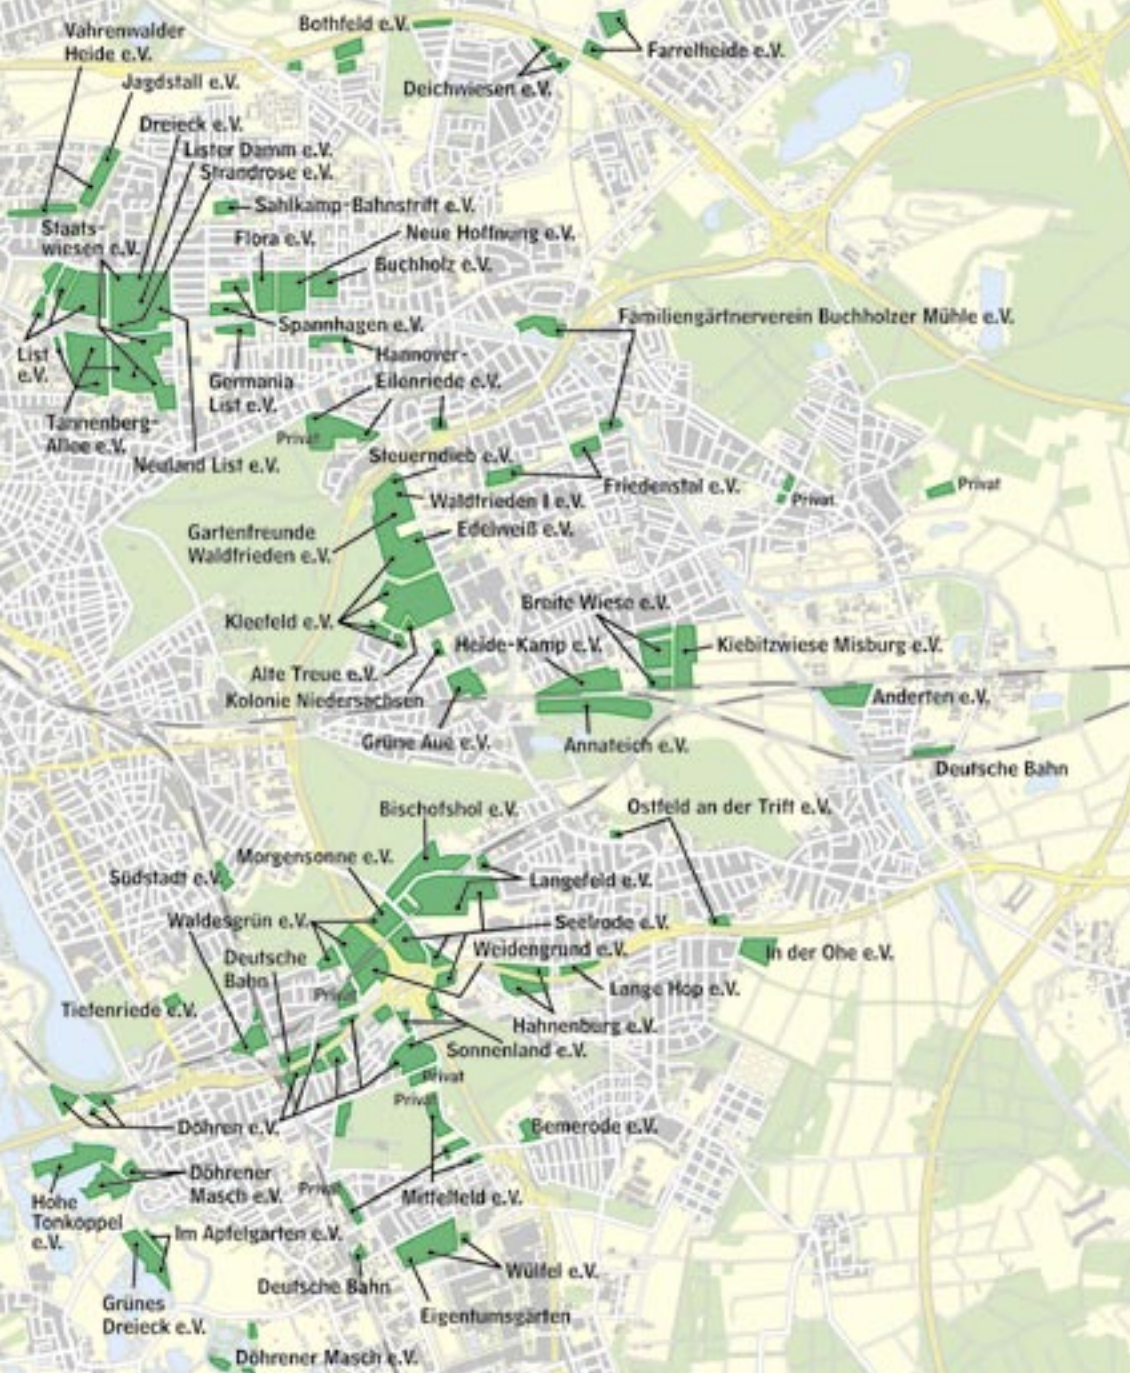 Vahrenwalder
Heide e.V.
Bothfeld e.V.
Farrelheide e.V.
Jagdstall e.V.
Deichwiesen e.V.
Dreieck e.V.
Lister Damm e.V.
Strandrose e.V.
Sahlkamp-Bahnstrift e.V.
Staats-
wiesen e.V.
Flora e.V.
Neue Hoffnung e.V.
Buchholz e.V.
Familiengärtnerverein Buchholzer Mühle e.V.
Spannhagen e.V.
List
e.V.
Hannover-
Eilenriede e.V.
Germania
List e.V.
Tannenberg-
Allee e.V.
Privat
Neuland List e.V.
Steuerndieb e.V.
Friedenstal e.V.
Privat
Privat
Waldfrieden I e.V.
Gartenfreunde
Waldfrieden e.V.
Edelweiß e.V.
Breite Wiese e.V.
Kleefeld e.V.
Heide-Kamp e.V.
Kiebitzwiese Misburg e.V.
Alte Treue e.V.
Kolonie Niedersachsen
Anderten e.V.
Grüne Aue e.V.
Annateich e.V.
Deutsche Bahn
Bischofshol e.V.
Ostfeld an der Trift e.V.
Morgensonne e.V.
Südstadt e.V.
Langefeld e.V.
Waldesgrün e.V.
Seelrode e.V.
Weidengrund e.V.
Deutsche
Bahn
In der Ohe e.V.
Privat
Lange Hop e.V.
Tiefenriede e.V.
Hahnenburg e.V.
Sonnenland e.V.
Privat
Privat
Döhren e.V.
Bemerode e.V.
Döhrener
Masch e.V.
Privat
Mittelfeld e.V.
Hohe
Tonkoppel
e.V.
Im Apfelgarten e.V.
Wülfel e.V.
Deutsche Bahn
Grünes
Dreieck e.V.
Eigentumsgärten
Döhrener Masch e.V.